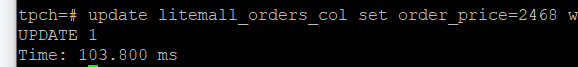 tpch=# update litemall_orders_col set order_price=2468 w
UPDATE 1
Time: 103.800 ms